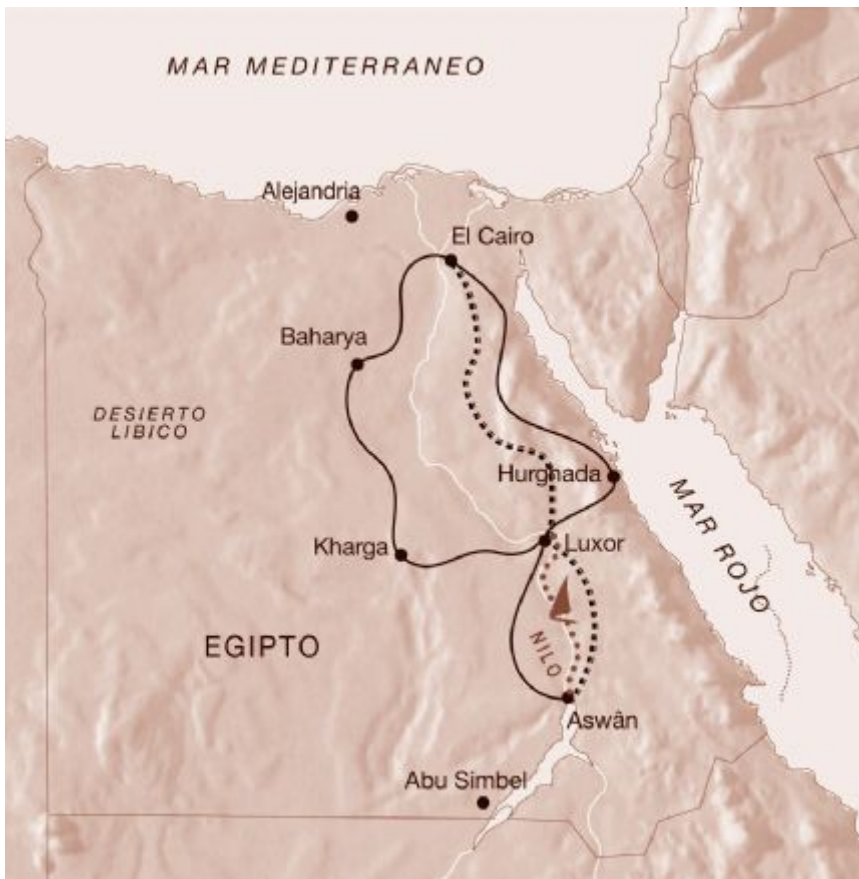 MAR MEDITERRANEO
Alejandria
El Cairo
Baharya
DESIERTO
LIBICO
Hurghada
MAR ROJO
Kharga
Luxor
EGIPTO
NILO
Aswân
Abu Simbel